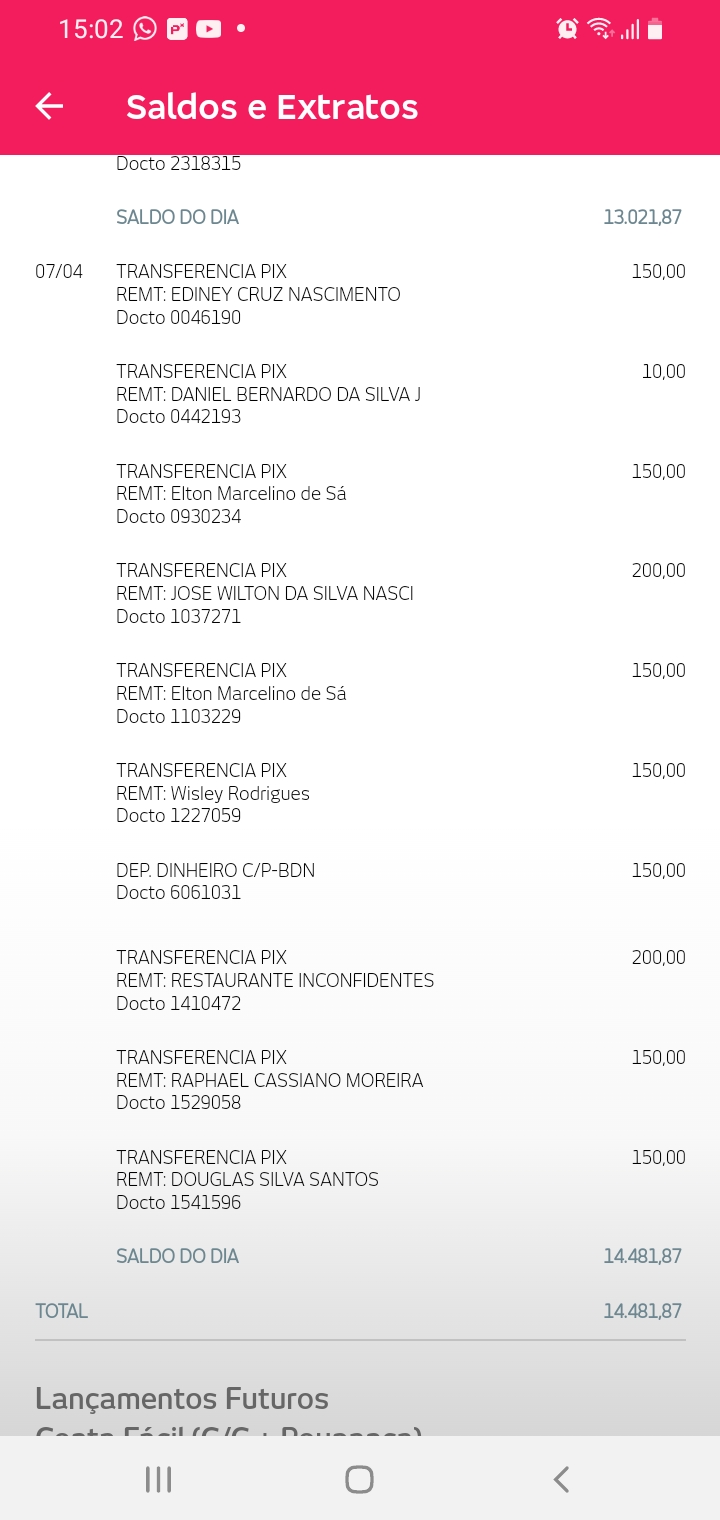 15:02
Saldos e Extratos
Docto 2318315
SALDO DO DIA 13.021,87
07/04 TRANSFERENCIA PIX 150,00
REMT: EDINEY CRUZ NASCIMENTO
Docto 0046190
TRANSFERENCIA PIX 10,00
REMT: DANIEL BERNARDO DA SILVA J
Docto 0442193
TRANSFERENCIA PIX 150,00
REMT: Elton Marcelino de Sá
Docto 0930234
TRANSFERENCIA PIX 200,00
REMT: JOSE WILTON DA SILVA NASCI
Docto 1037271
TRANSFERENCIA PIX 150,00
REMT: Elton Marcelino de Sá
Docto 1103229
TRANSFERENCIA PIX 150,00
REMT: Wisley Rodrigues
Docto 1227059
DEP. DINHEIRO C/P-BDN 150,00
Docto 6061031
TRANSFERENCIA PIX 200,00
REMT: RESTAURANTE INCONFIDENTES
Docto 1410472
TRANSFERENCIA PIX 150,00
REMT: RAPHAEL CASSIANO MOREIRA
Docto 1529058
TRANSFERENCIA PIX 150,00
REMT: DOUGLAS SILVA SANTOS
Docto 1541596
SALDO DO DIA 14.481,87
TOTAL 14.481,87
Lançamentos Futuros
Conta Fácil (C/C + Poupança)